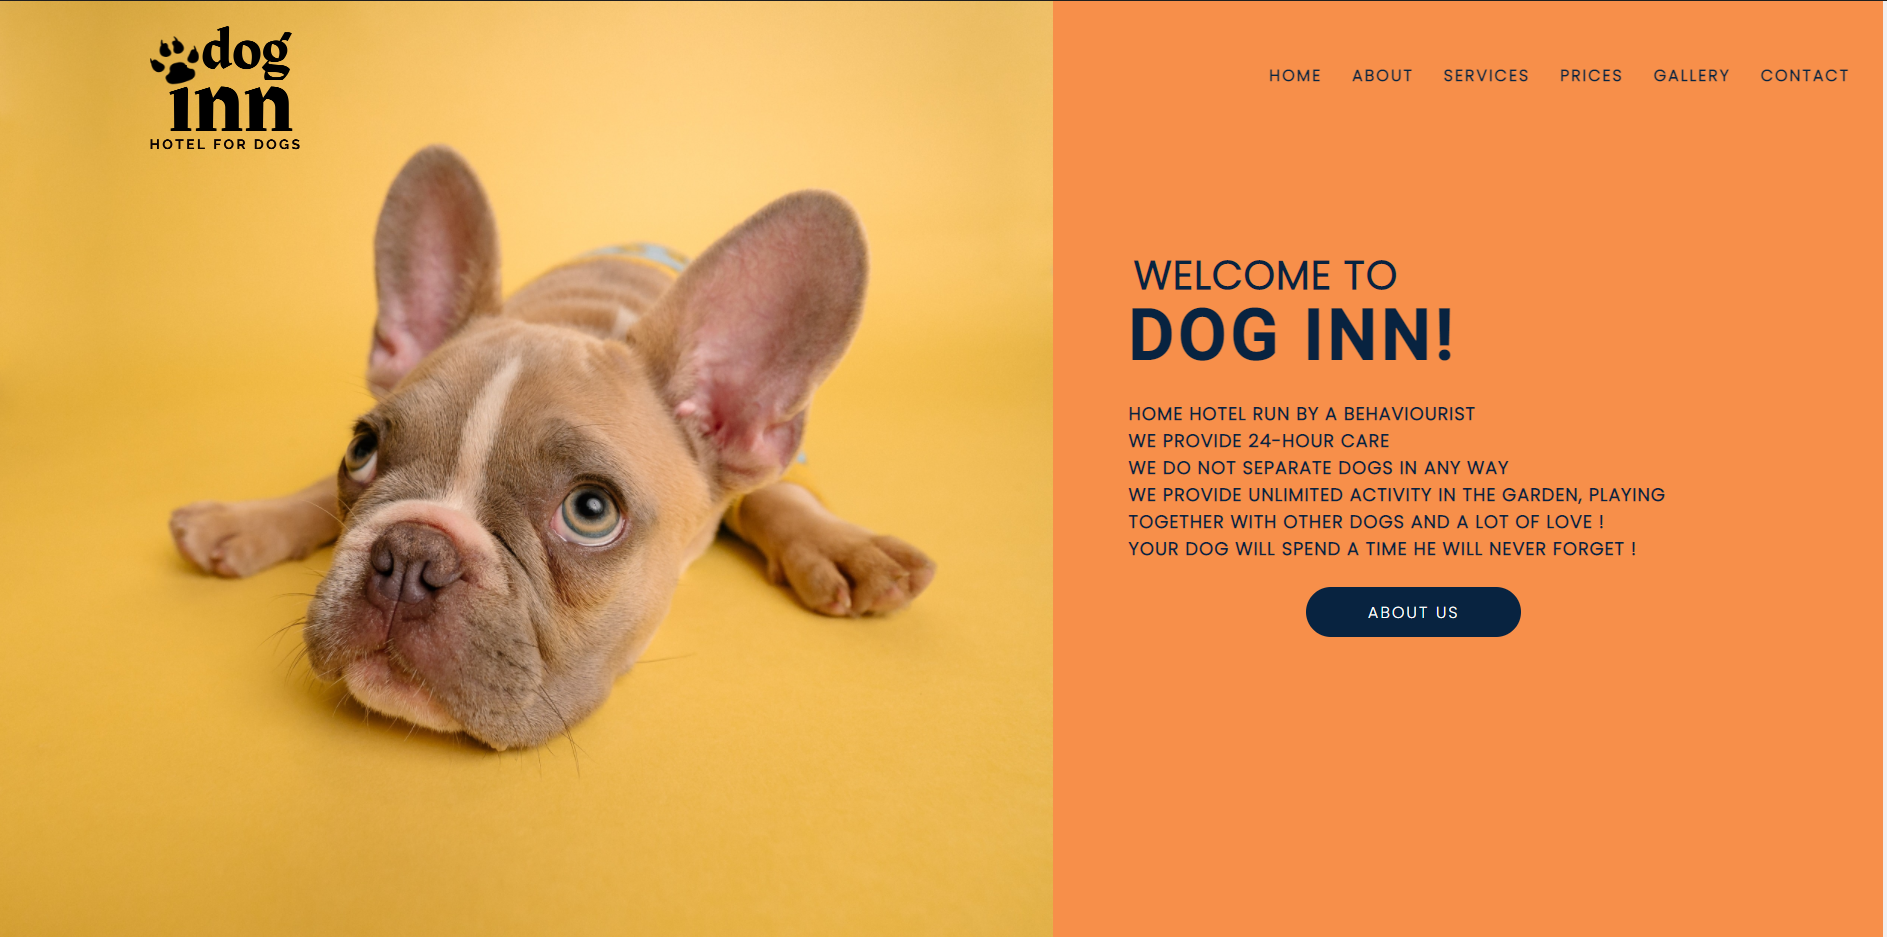 dog
inn
HOTEL FOR DOGS
HOME ABOUT SERVICES PRICES GALLERY CONTACT
WELCOME TO
DOG INN!
HOME HOTEL RUN BY A BEHAVIOURIST
WE PROVIDE 24-HOUR CARE
WE DO NOT SEPARATE DOGS IN ANY WAY
WE PROVIDE UNLIMITED ACTIVITY IN THE GARDEN, PLAYING
TOGETHER WITH OTHER DOGS AND A LOT OF LOVE !
YOUR DOG WILL SPEND A TIME HE WILL NEVER FORGET !
ABOUT US